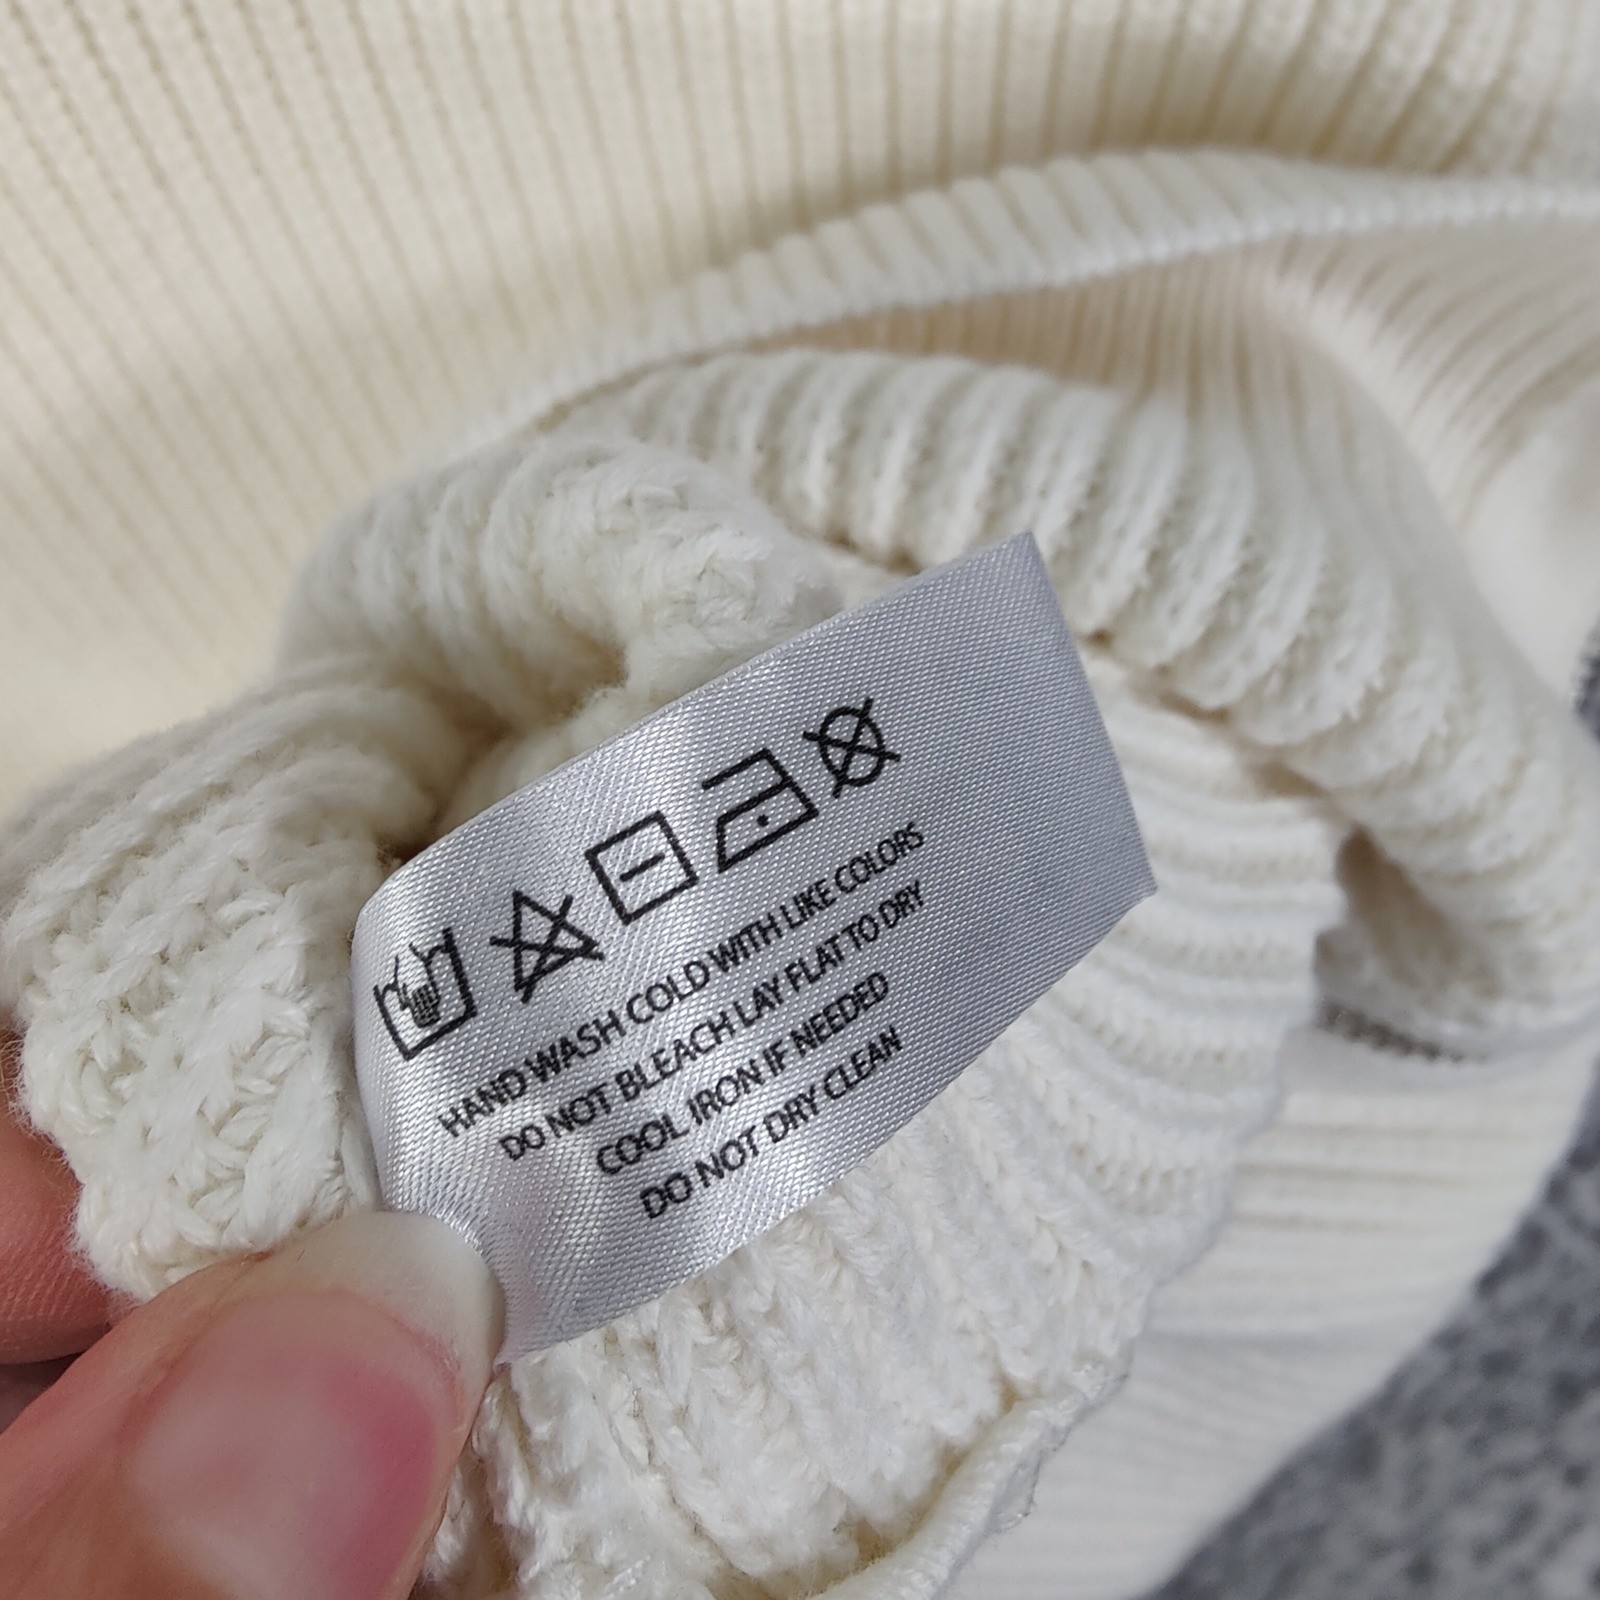 HAND WASH COLD WITH LIKE COLORS
DO NOT BLEACH LAY FLAT TO DRY
COOL IRON IF NEEDED
DO NOT DRY CLEAN